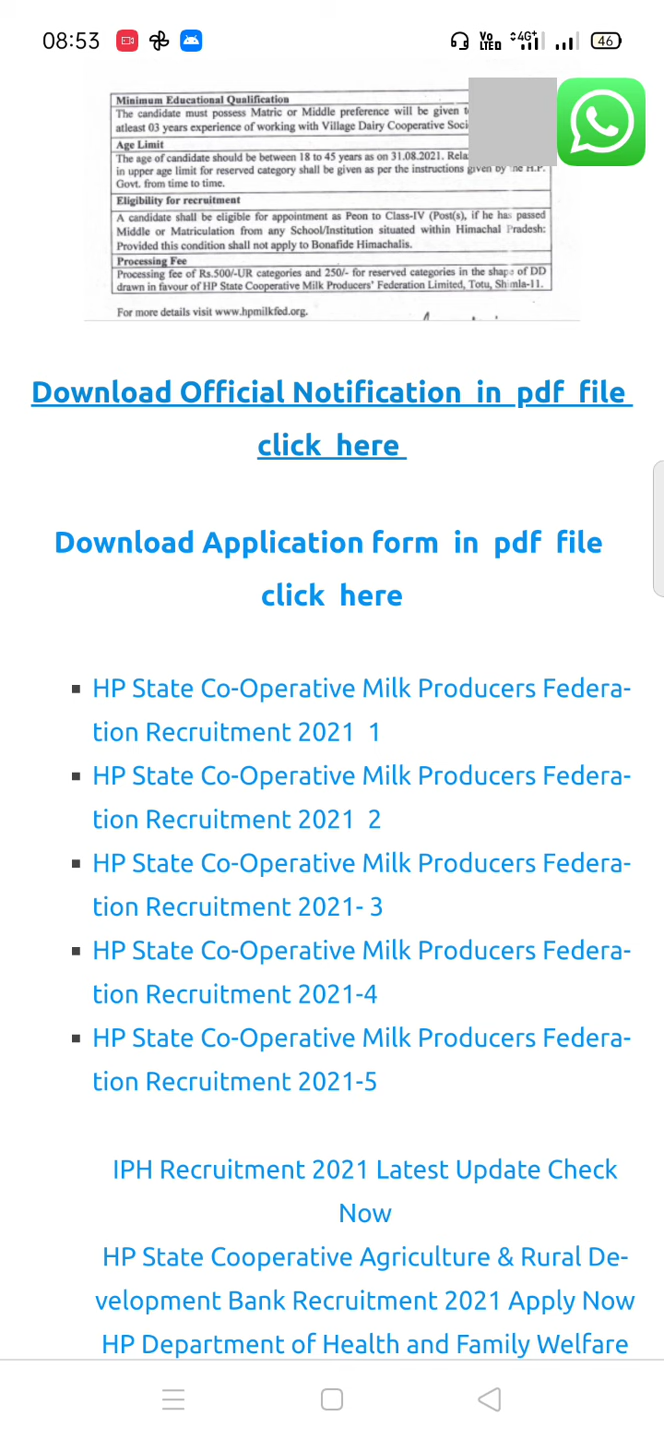 08:53
Vo
LTED 4G+ 46
Minimum Educational Qualification
The candidate must possess Matric or Middle preference will be given
atleast 03 years experience of working with Village Dairy Cooperative Soci
Age Limit
The age of candidate should be between 18 to 45 years as on 31.08.2021. Rela
in upper age limit for reserved category shall be given as per the instructions given by H.P.
Govt. from time to time.
Eligibility for recruitment
A candidate shall be eligible for appointment as Peon to Class-IV (Post(s), if he has passed
Middle or Matriculation from any School/Institution situated within Himachal Pradesh:
Provided this condition shall not apply to Bonafide Himachalis.
Processing Fee
Processing fee of Rs.500/-UR categories and 250/- for reserved categories in the shape of DD
drawn in favour of HP State Cooperative Milk Producers' Federation Limited, Totu, Shimla-11.
For more details visit www.hpmilkfed.org.
Download Official Notification in pdf file
click here
Download Application form in pdf file
click here
HP State Co-Operative Milk Producers Federa-
tion Recruitment 2021 1
HP State Co-Operative Milk Producers Federa-
tion Recruitment 2021 2
HP State Co-Operative Milk Producers Federa-
tion Recruitment 2021- 3
HP State Co-Operative Milk Producers Federa-
tion Recruitment 2021-4
HP State Co-Operative Milk Producers Federa-
tion Recruitment 2021-5
IPH Recruitment 2021 Latest Update Check
Now
HP State Cooperative Agriculture & Rural De-
velopment Bank Recruitment 2021 Apply Now
HP Department of Health and Family Welfare